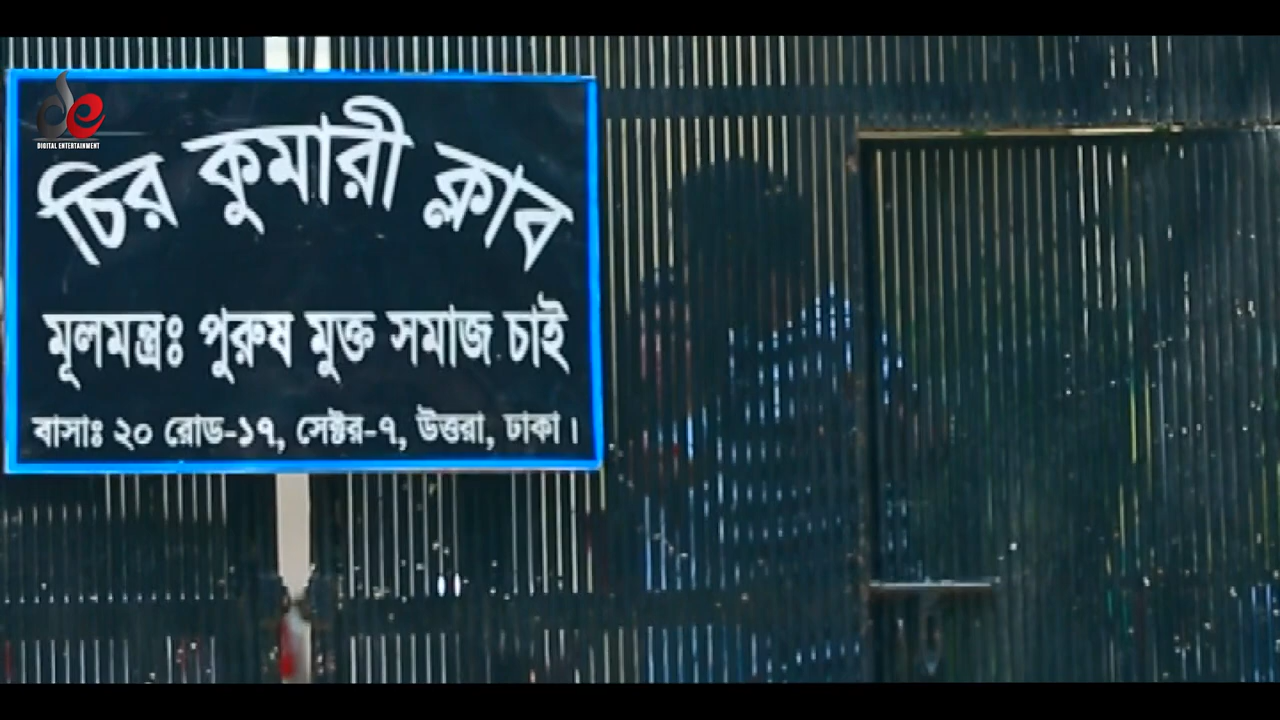 DIGITAL ENTERTAINMENT
চির কুমারী ক্লাব
মূলমন্ত্রঃ পুরুষ মুক্ত সমাজ চাই
বাসাঃ ২০ রোড-১৭, সেক্টর-৭, উত্তরা, ঢাকা।